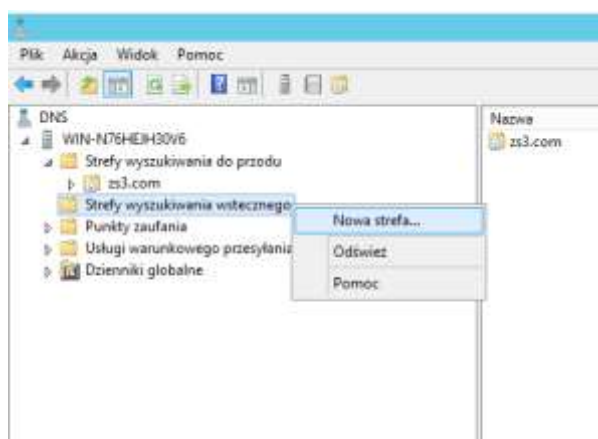 Plik Akcja Widok Pomoc
DNS
WIN-N76HEJH30V6
Strefy wyszukiwania do przodu
zs3.com
Strefy wyszukiwania wstecznego
Punkty zaufania
Usługi warunkowego przesyłania
Dzienniki globalne
Nowa strefa...
Odśwież
Pomoc
Nazwa
zs3.com